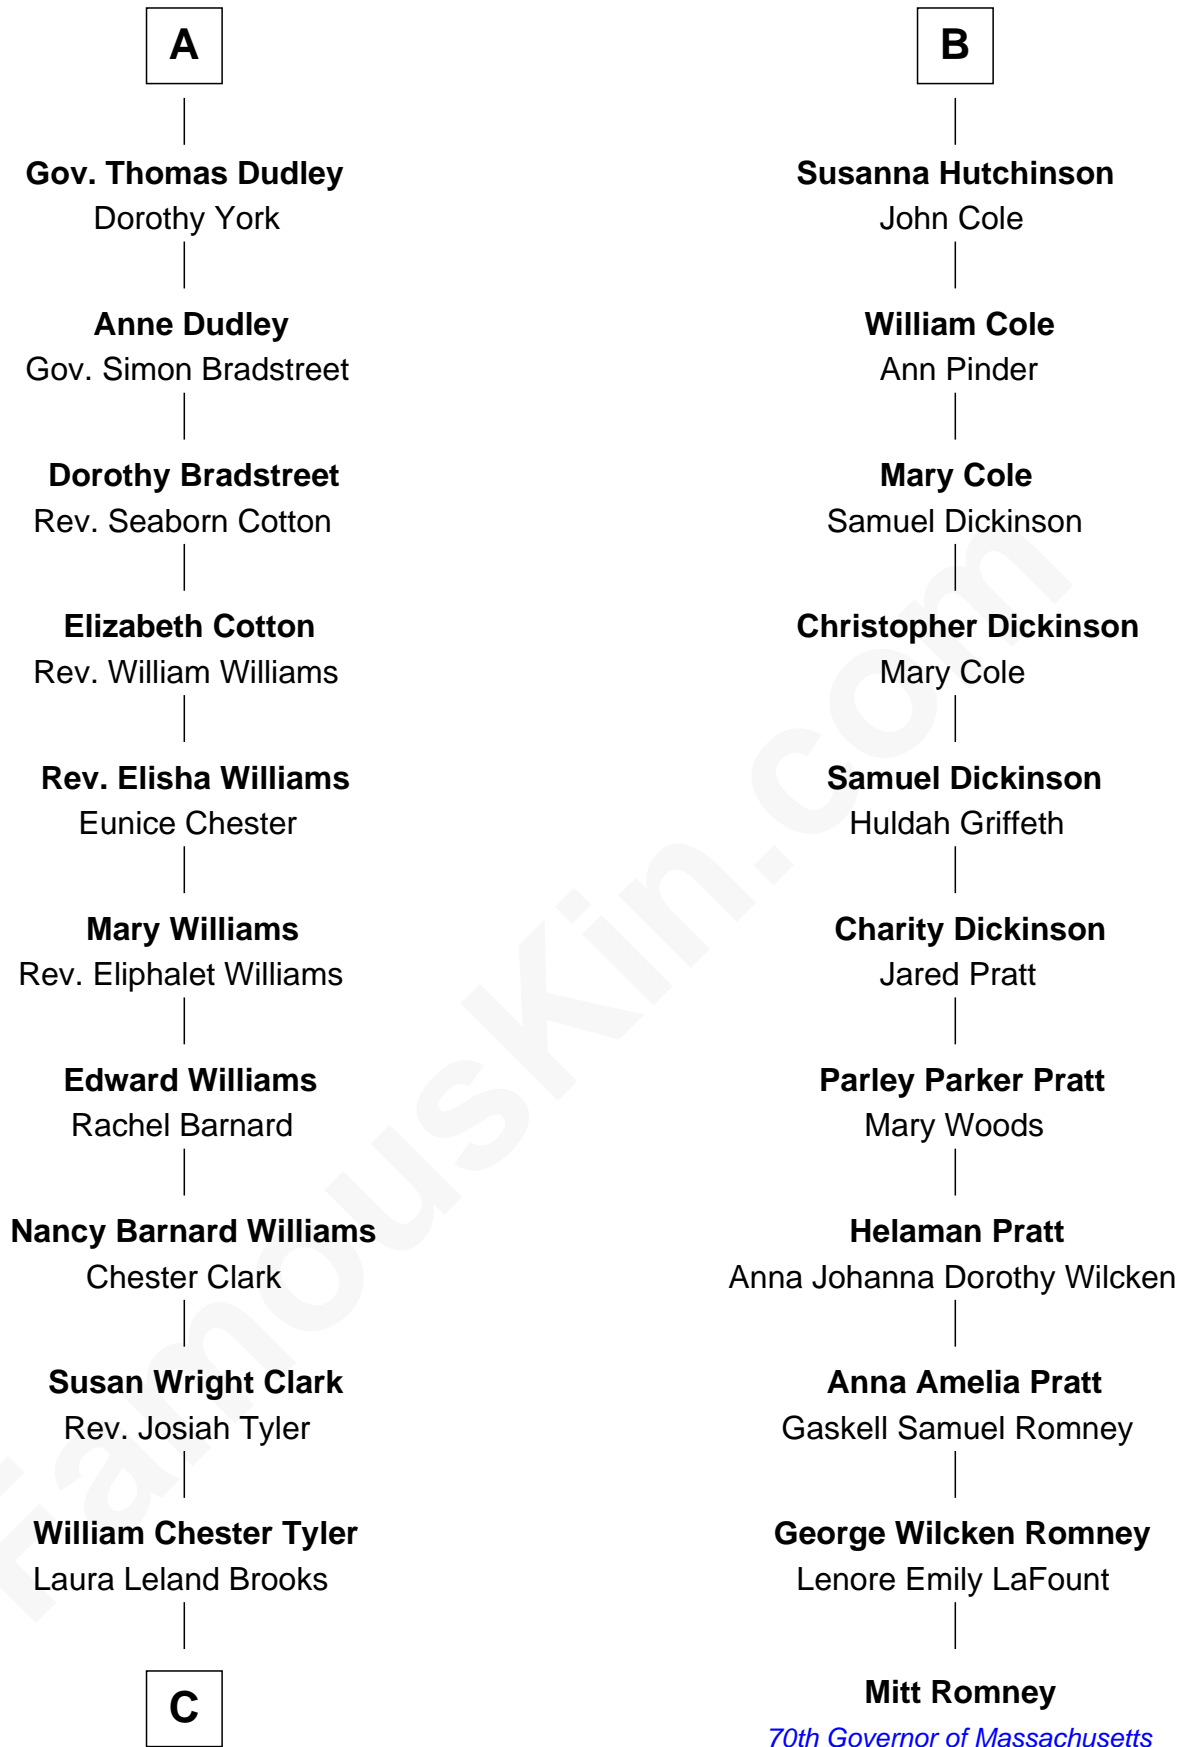 A
Gov. Thomas Dudley
Dorothy York
Anne Dudley
Gov. Simon Bradstreet
Dorothy Bradstreet
Rev. Seaborn Cotton
Elizabeth Cotton
Rev. William Williams
Rev. Elisha Williams
Eunice Chester
Mary Williams
Rev. Eliphalet Williams
Edward Williams
Rachel Barnard
Nancy Barnard Williams
Chester Clark
Susan Wright Clark
Rev. Josiah Tyler
William Chester Tyler
Laura Leland Brooks
C
B
Susanna Hutchinson
John Cole
William Cole
Ann Pinder
Mary Cole
Samuel Dickinson
Christopher Dickinson
Mary Cole
Samuel Dickinson
Huldah Griffeth
Charity Dickinson
Jared Pratt
Parley Parker Pratt
Mary Woods
Helaman Pratt
Anna Johanna Dorothy Wilcken
Anna Amelia Pratt
Gaskell Samuel Romney
George Wilcken Romney
Lenore Emily LaFount
Mitt Romney
70th Governor of Massachusetts
FamousKin.com